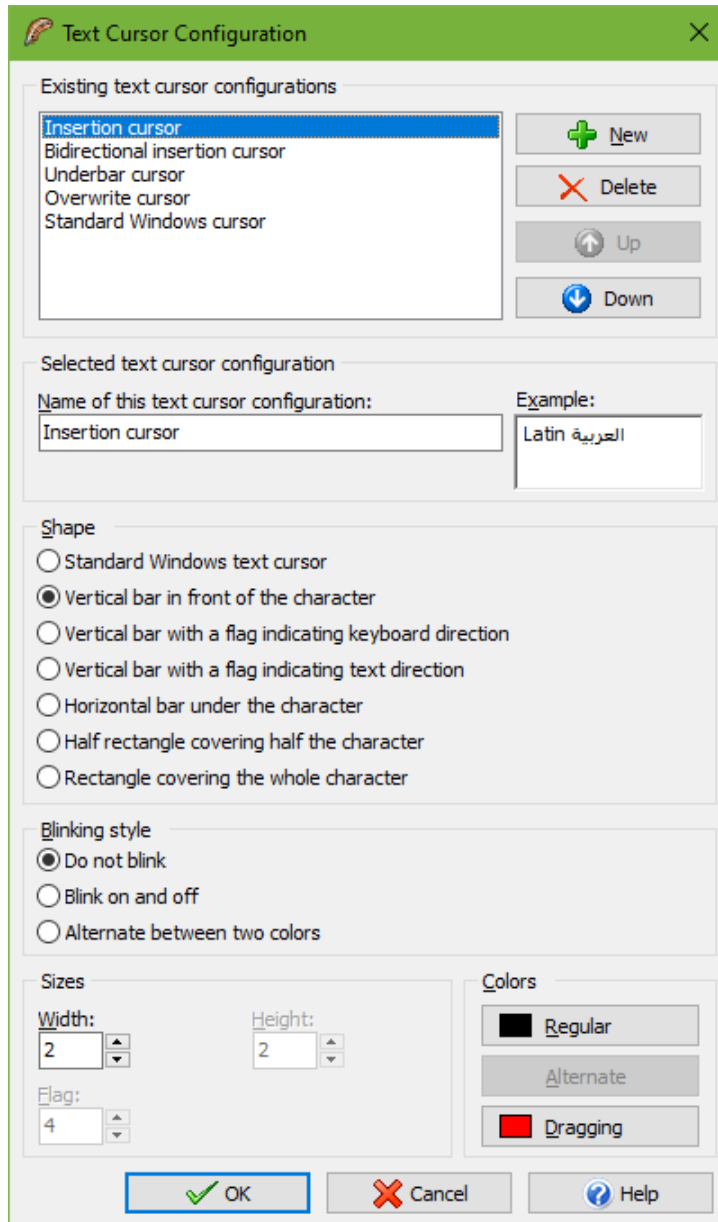 Text Cursor Configuration
Existing text cursor configurations
Insertion cursor
Bidirectional insertion cursor
Underbar cursor
Overwrite cursor
Standard Windows cursor
New
Delete
Up
Down
Selected text cursor configuration
Name of this text cursor configuration:
Insertion cursor
Example:
Latin العربية
Shape
Standard Windows text cursor
Vertical bar in front of the character
Vertical bar with a flag indicating keyboard direction
Vertical bar with a flag indicating text direction
Horizontal bar under the character
Half rectangle covering half the character
Rectangle covering the whole character
Blinking style
Do not blink
Blink on and off
Alternate between two colors
Sizes
Width:
2
Height:
2
Flag:
4
Colors
Regular
Alternate
Dragging
OK
Cancel
Help